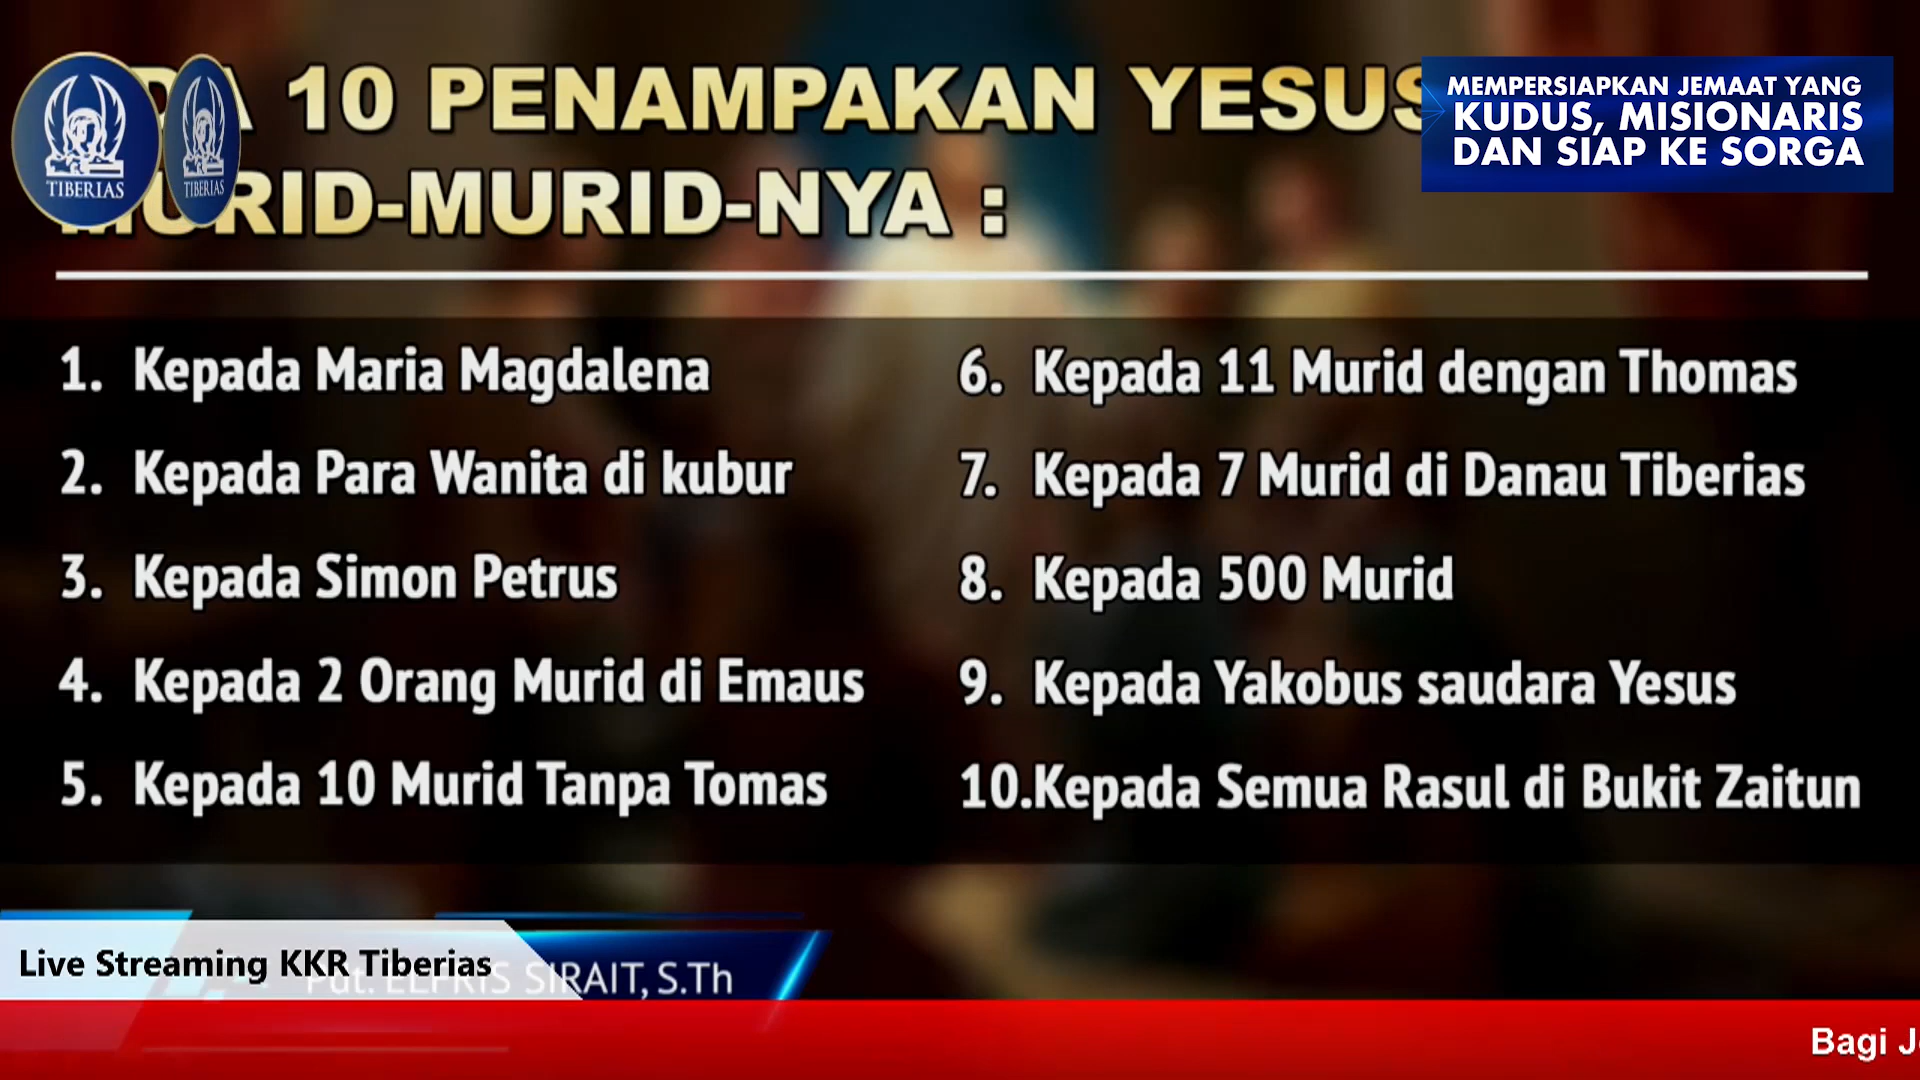 10 PENAMPAKAN YESUS
MURID-MURID-NYA :
TIBERIAS
TIBERIAS
MEMPERSIAPKAN JEMAAT YANG
KUDUS, MISIONARIS
DAN SIAP KE SORGA
1. Kepada Maria Magdalena
2. Kepada Para Wanita di kubur
3. Kepada Simon Petrus
4. Kepada 2 Orang Murid di Emaus
5. Kepada 10 Murid Tanpa Tomas
6. Kepada 11 Murid dengan Thomas
7. Kepada 7 Murid di Danau Tiberias
8. Kepada 500 Murid
9. Kepada Yakobus saudara Yesus
10.Kepada Semua Rasul di Bukit Zaitun
Live Streaming KKR Tiberias
SIRAIT, S.Th
Bagi